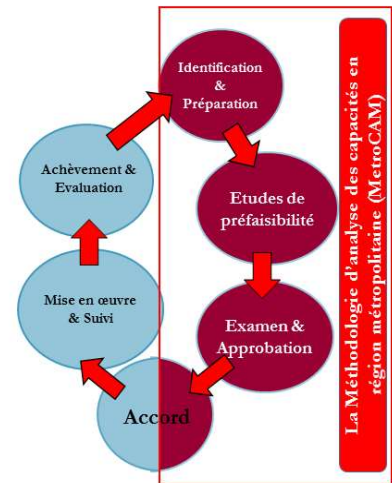 Identification
&
Préparation
Etudes de
préfaisibilité
Examen &
Approbation
Accord
Mise en œuvre
& Suivi
Achèvement &
Evaluation
La Méthodologie d'analyse des capacités en
région métropolitaine (MetroCAM)